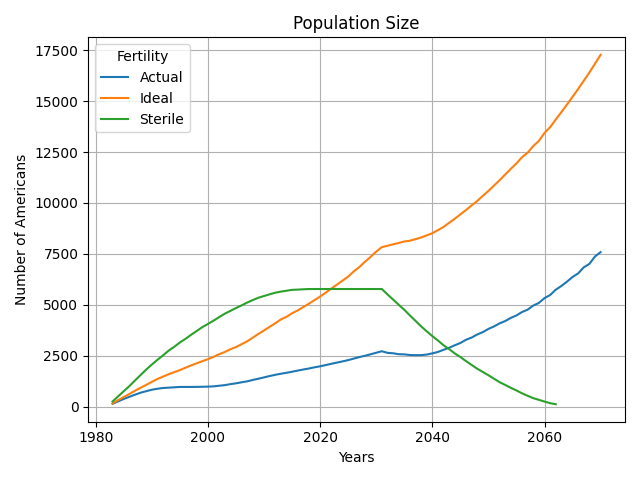 Population Size
Fertility
Actual
Ideal
Sterile
17500
15000
12500
10000
7500
5000
2500
0
Number of Americans
1980
2000
2020
2040
2060
Years